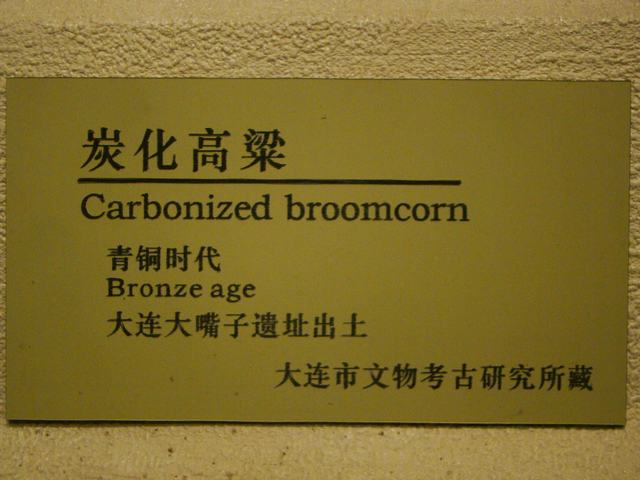 炭化高粱
Carbonized broomcorn
青铜时代
Bronze age
大连大嘴子遗址出土
大连市文物考古研究所藏